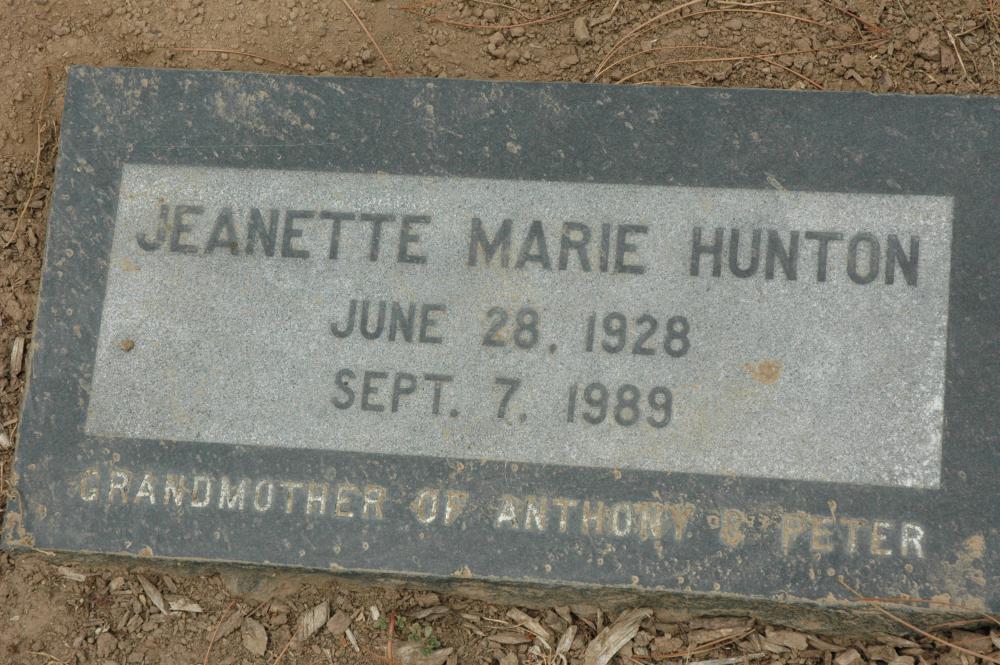 JEANETTE MARIE HUNTON
JUNE 28, 1928
SEPT. 7, 1989
GRANDMOTHER OF ANTHONY & PETER